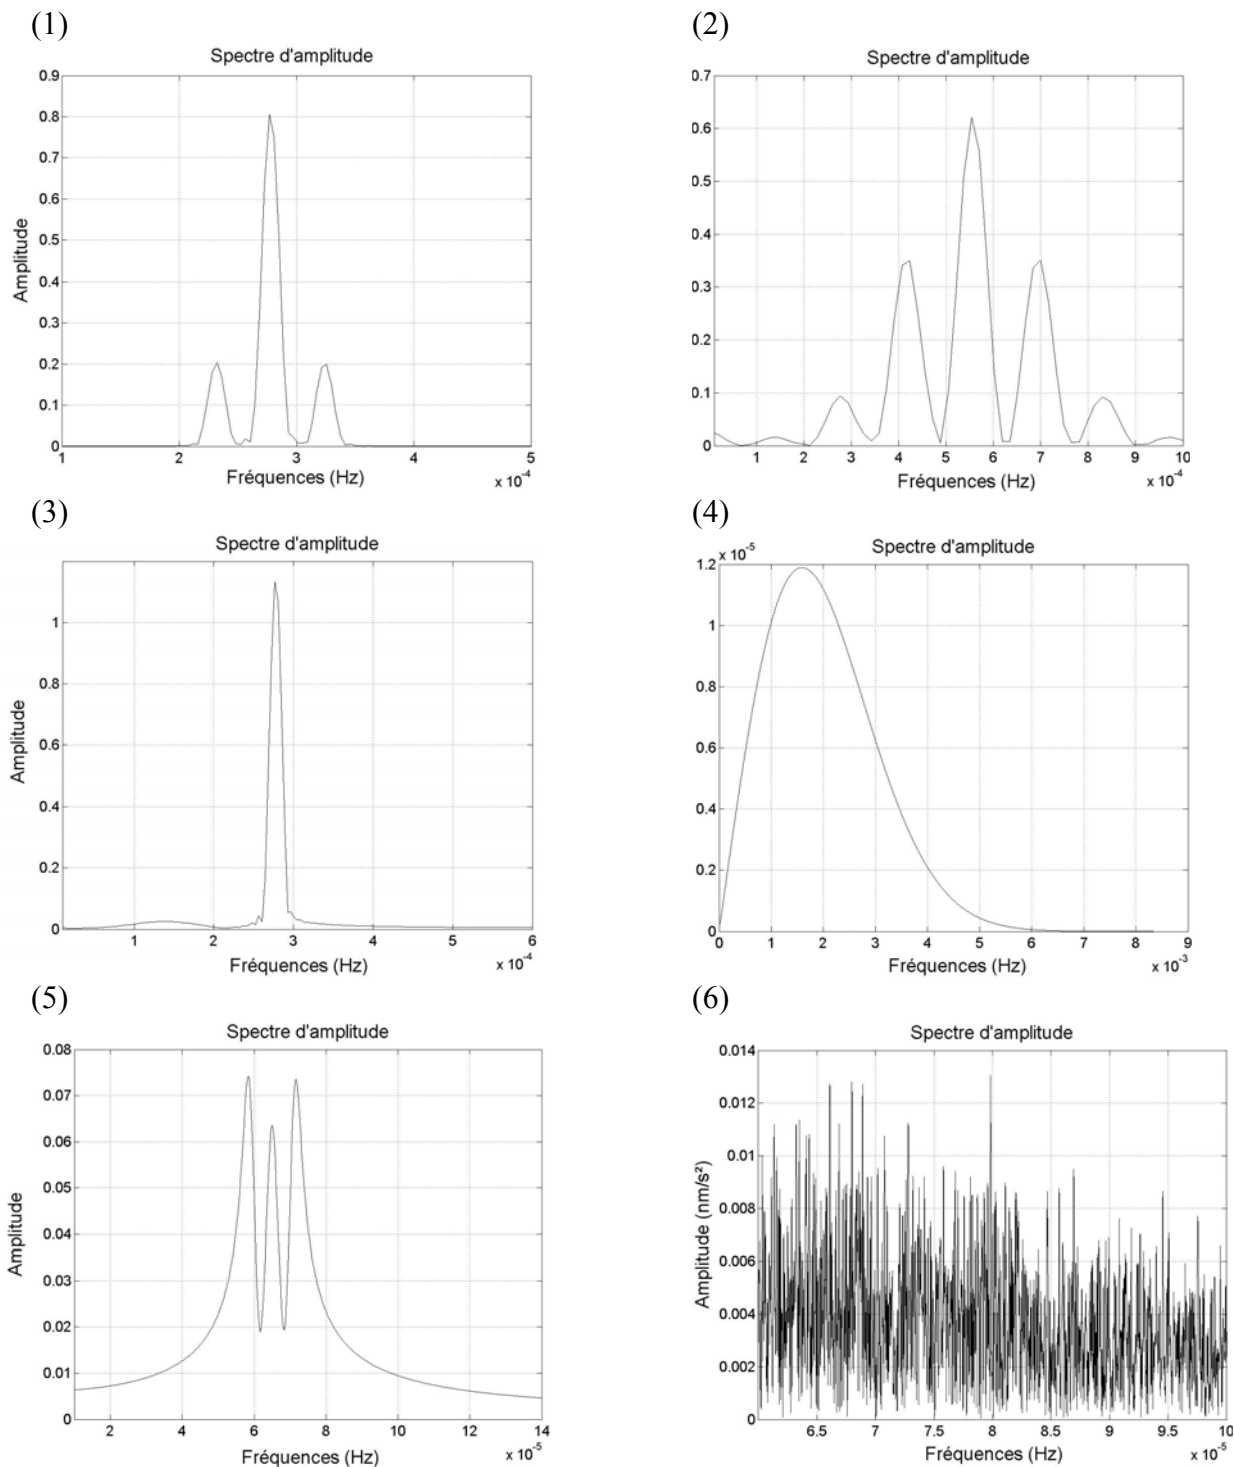 (1)
Spectre d'amplitude
0.9
0.8
0.7
0.6
0.5
0.4
0.3
0.2
0.1
0
1 2 3 4 5
x 10⁻⁴
Amplitude
Fréquences (Hz)
(2)
Spectre d'amplitude
0.7
0.6
0.5
0.4
0.3
0.2
0.1
0
1 2 3 4 5 6 7 8 9 10
x 10⁻⁴
Fréquences (Hz)
(3)
Spectre d'amplitude
1
0.8
0.6
0.4
0.2
0
1 2 3 4 5 6
x 10⁻⁴
Amplitude
Fréquences (Hz)
(4)
Spectre d'amplitude
x 10⁻⁵
1.2
1
0.8
0.6
0.4
0.2
0
0 1 2 3 4 5 6 7 8 9
x 10⁻³
Fréquences (Hz)
(5)
Spectre d'amplitude
0.08
0.07
0.06
0.05
0.04
0.03
0.02
0.01
0
2 4 6 8 10 12 14
x 10⁻⁵
Amplitude
Fréquences (Hz)
(6)
Spectre d'amplitude
0.014
0.012
0.01
0.008
0.006
0.004
0.002
0
6.5 7 7.5 8 8.5 9 9.5 10
x 10⁻⁵
Amplitude (nm/s²)
Fréquences (Hz)